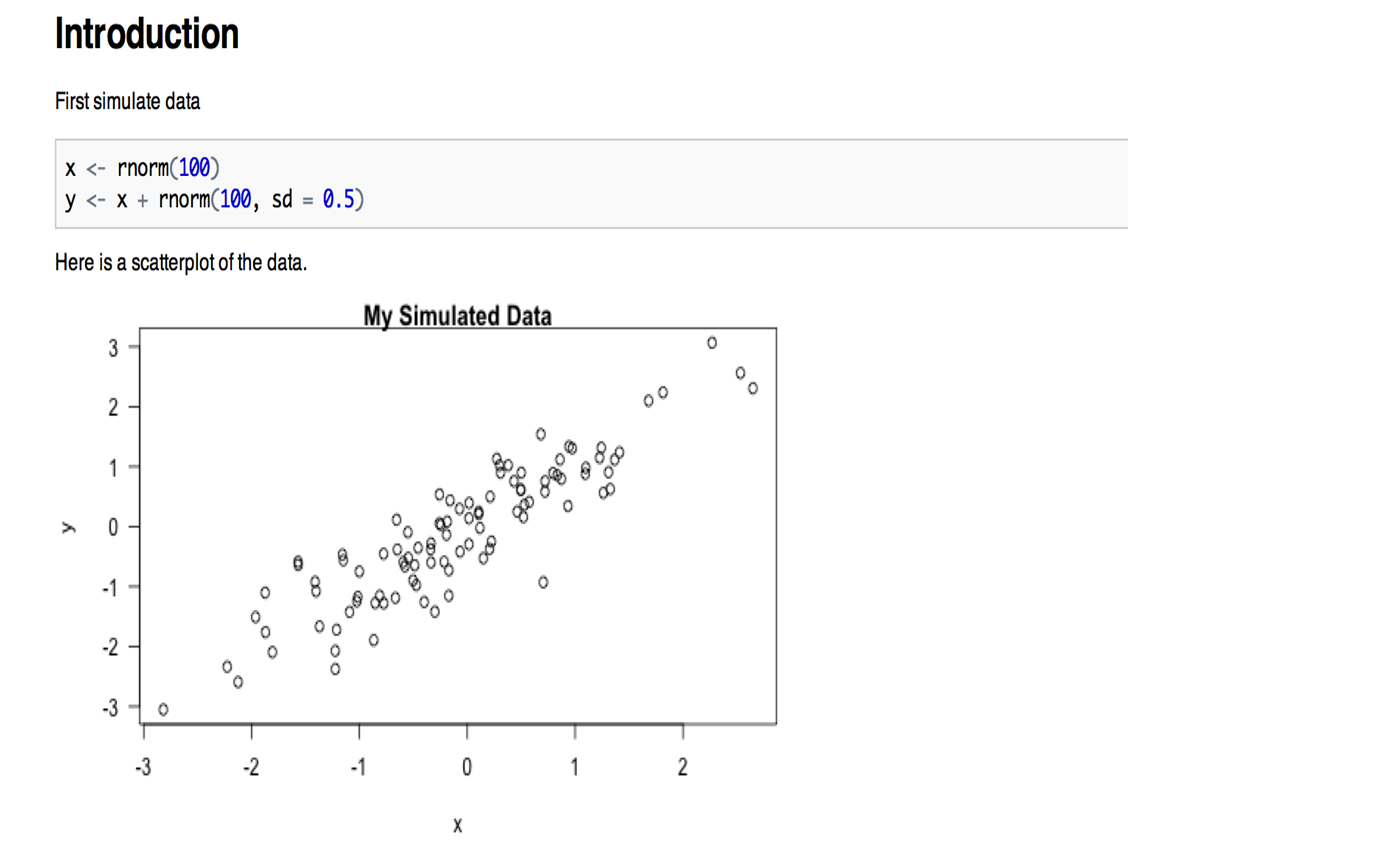 Introduction
First simulate data
x <- rnorm(100)
y <- x + rnorm(100, sd = 0.5)
Here is a scatterplot of the data.
My Simulated Data
3
2
1
0
-1
-2
-3
y
-3 -2 -1 0 1 2
x